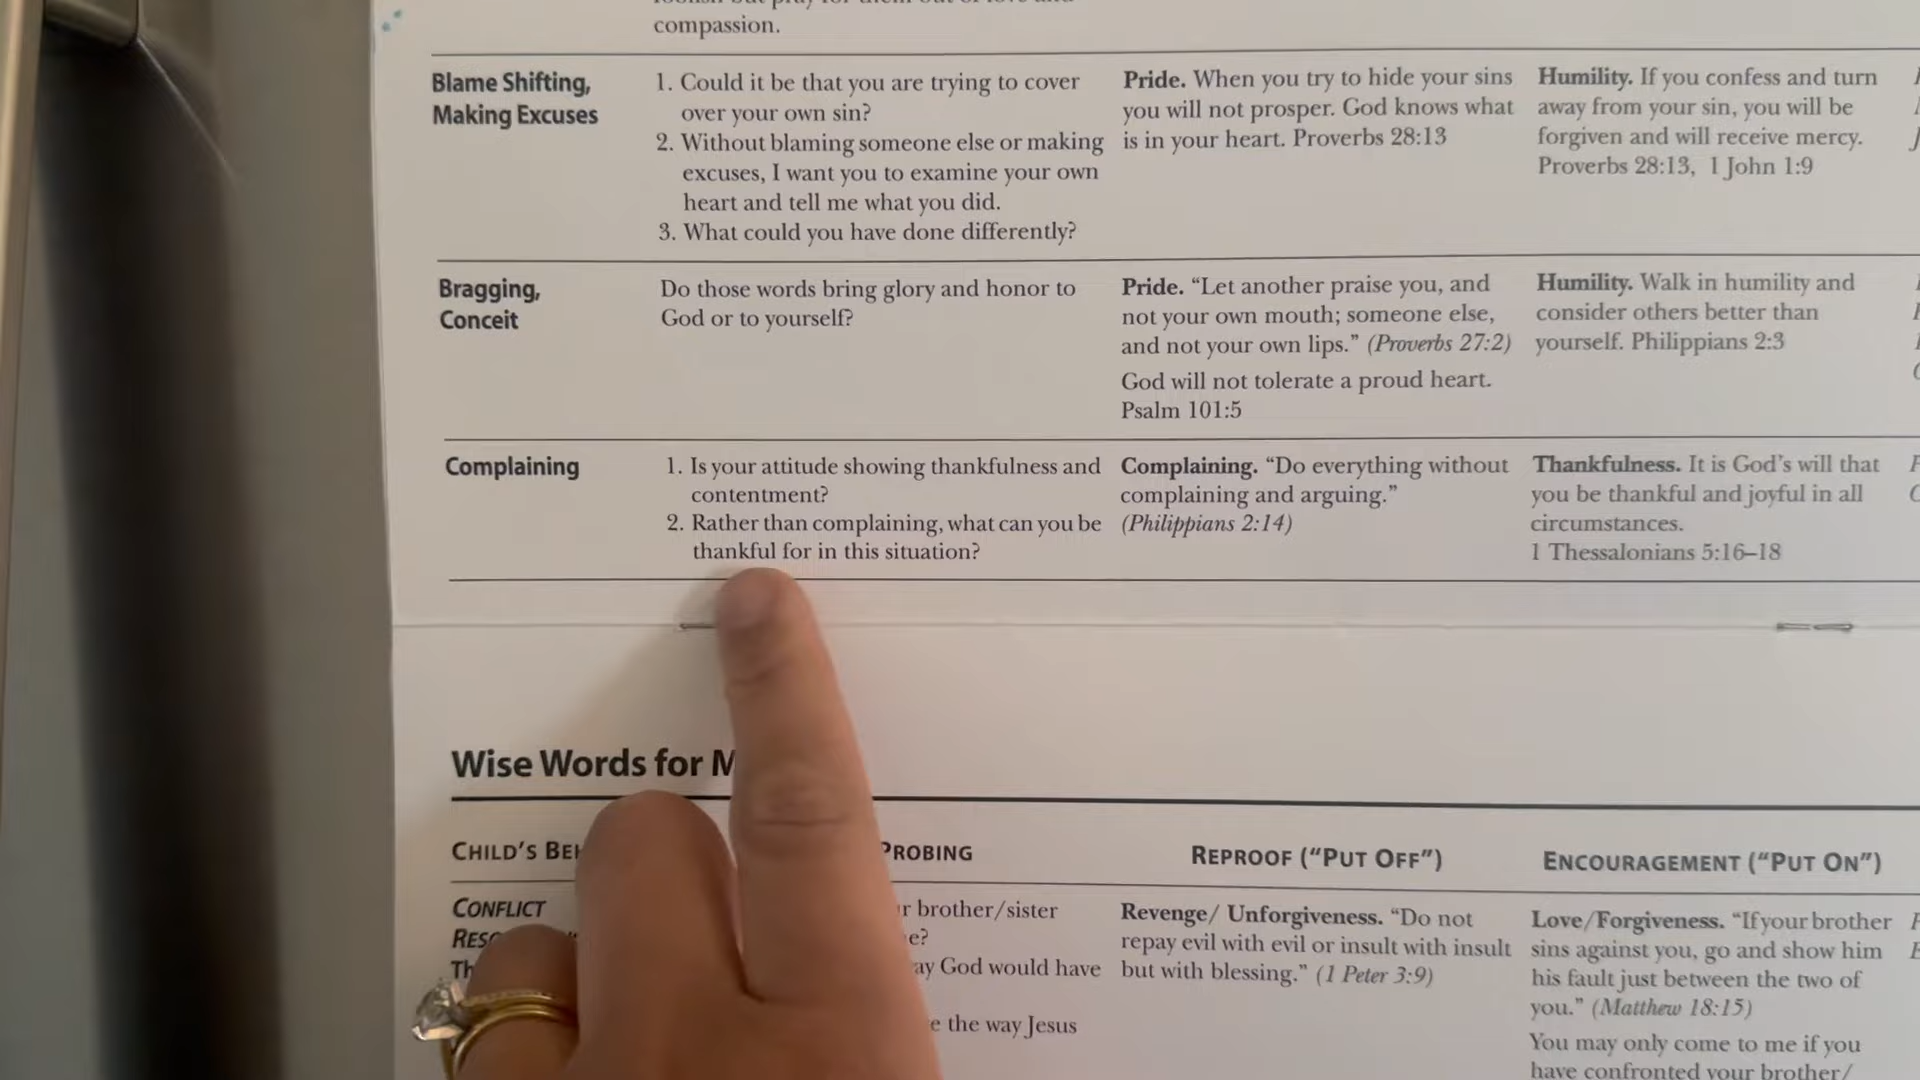 compassion.
Blame Shifting,
Making Excuses
1. Could it be that you are trying to cover
over your own sin?
2. Without blaming someone else or making
excuses, I want you to examine your own
heart and tell me what you did.
3. What could you have done differently?
Pride. When you try to hide your sins
you will not prosper. God knows what
is in your heart. Proverbs 28:13
Humility. If you confess and turn
away from your sin, you will be
forgiven and will receive mercy.
Proverbs 28:13, 1 John 1:9
Bragging,
Conceit
Do those words bring glory and honor to
God or to yourself?
Pride. “Let another praise you, and
not your own mouth; someone else,
and not your own lips.” (Proverbs 27:2)
God will not tolerate a proud heart.
Psalm 101:5
Humility. Walk in humility and
consider others better than
yourself. Philippians 2:3
Complaining
1. Is your attitude showing thankfulness and
contentment?
2. Rather than complaining, what can you be
thankful for in this situation?
Complaining. “Do everything without
complaining and arguing.”
(Philippians 2:14)
Thankfulness. It is God’s will that
you be thankful and joyful in all
circumstances.
1 Thessalonians 5:16–18
Wise Words for
CHILD’S
PROBING
REPROOF (“PUT OFF”)
ENCOURAGEMENT (“PUT ON”)
CONFLICT
brother/sister
God would have
the way Jesus
Revenge/ Unforgiveness. “Do not
repay evil with evil or insult with insult
but with blessing.” (1 Peter 3:9)
Love/Forgiveness. “If your brother
sins against you, go and show him
his fault just between the two of
you.” (Matthew 18:15)
You may only come to me if you
have confronted your brother/